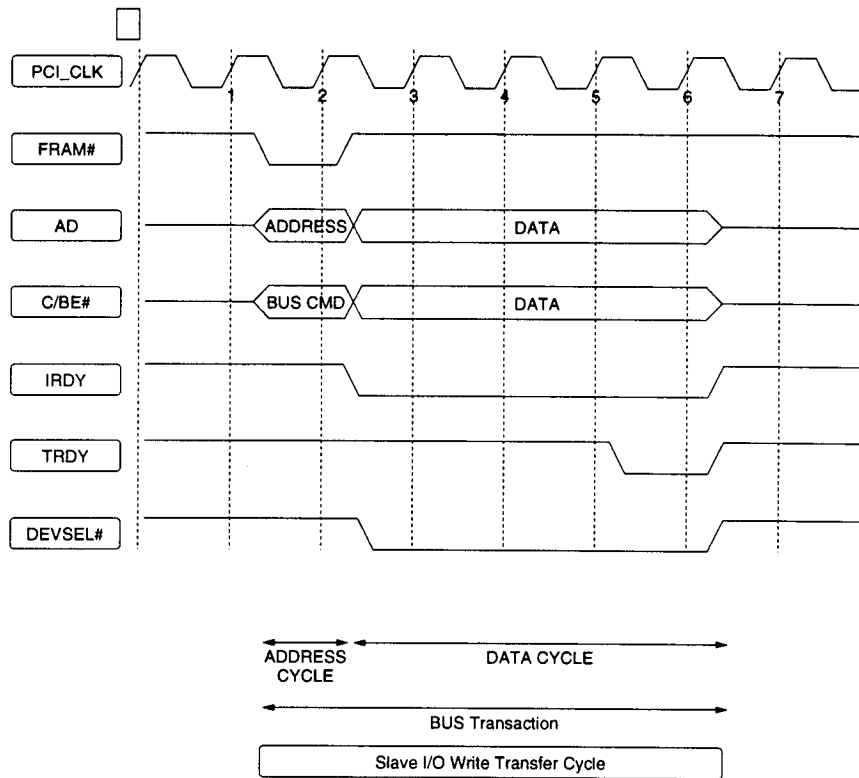 PCI_CLK
1 2 3 4 5 6 7
FRAM#
AD
ADDRESS
DATA
C/BE#
BUS CMD
DATA
IRDY
TRDY
DEVSEL#
ADDRESS
CYCLE
DATA CYCLE
BUS Transaction
Slave I/O Write Transfer Cycle